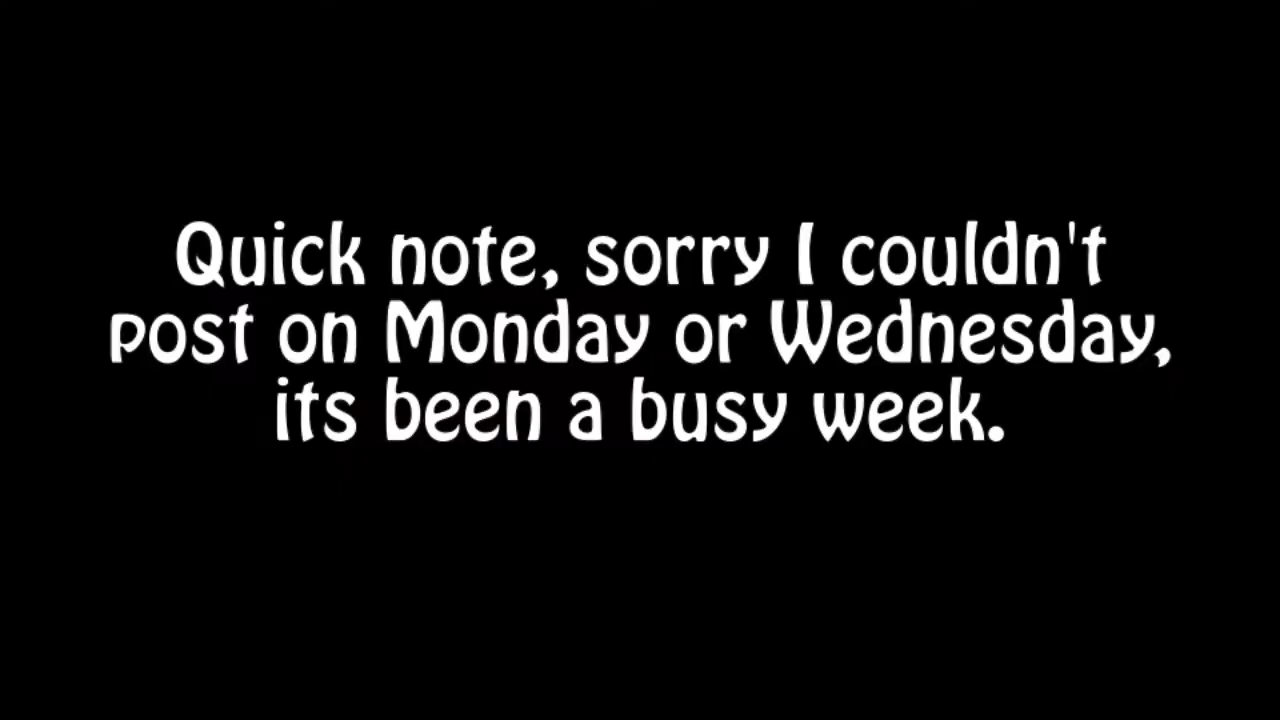 Quick note, sorry I couldn't
post on Monday or Wednesday,
its been a busy week.